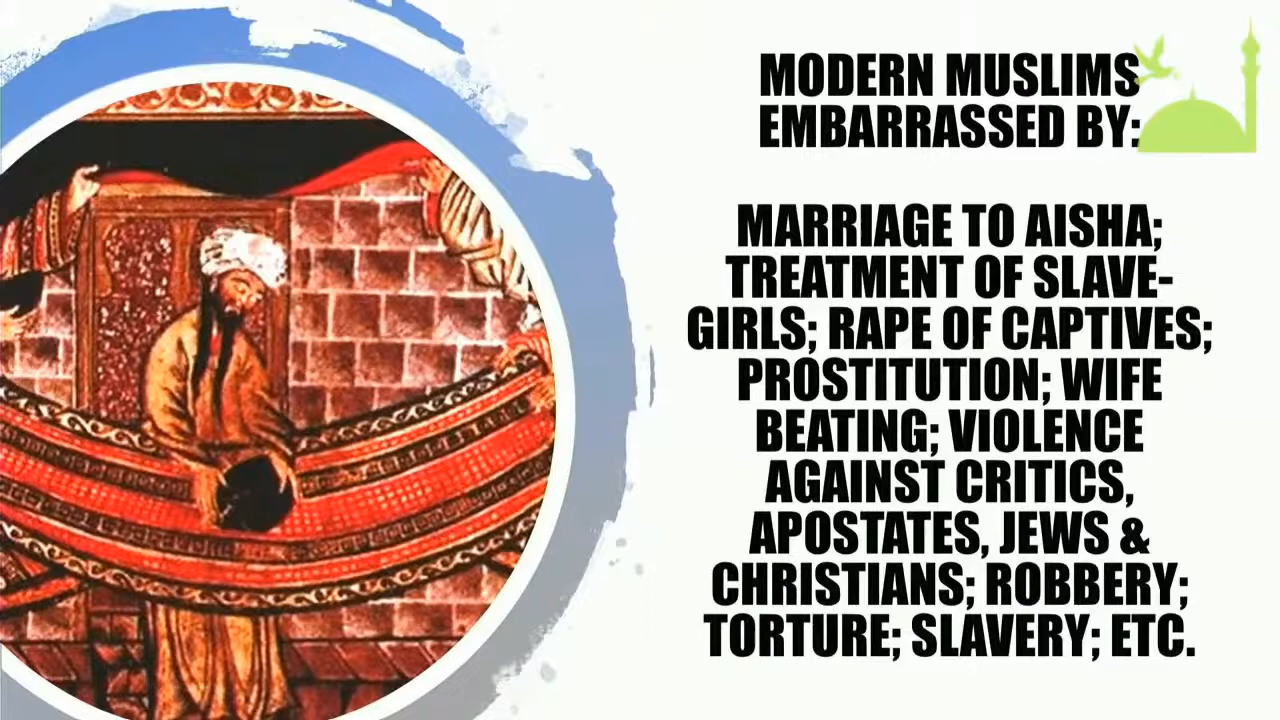 MODERN MUSLIMS
EMBARRASSED BY:
MARRIAGE TO AISHA;
TREATMENT OF SLAVE-
GIRLS; RAPE OF CAPTIVES;
PROSTITUTION; WIFE
BEATING; VIOLENCE
AGAINST CRITICS,
APOSTATES, JEWS &
CHRISTIANS; ROBBERY;
TORTURE; SLAVERY; ETC.